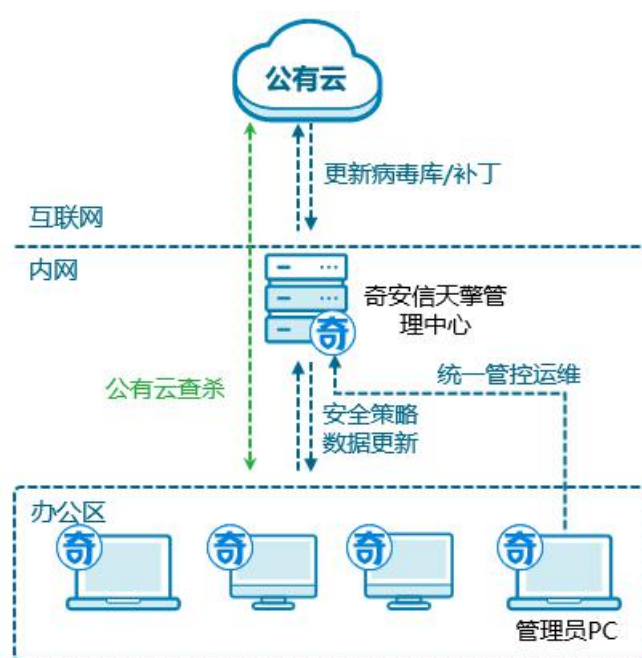 公有云
更新病毒库/补丁
互联网
内网
奇安信天擎管
理中心
奇
统一管控运维
公有云查杀
安全策略
数据更新
办公区
奇
奇
奇
奇
管理员PC